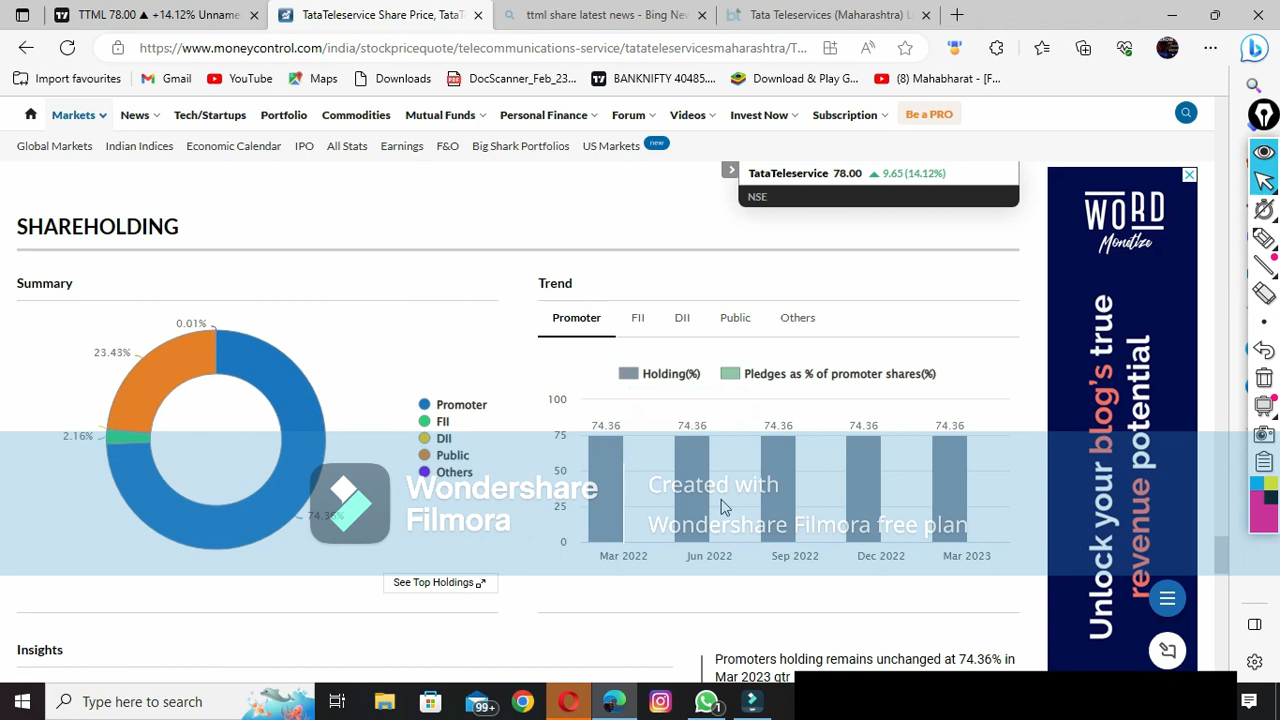 TTML 78.00 ▲ +14.12% Unname
TataTeleservice Share Price, TataT
ttml share latest news - Bing Nev
Tata Teleservices (Maharashtra) L
https://www.moneycontrol.com/india/stockpricequote/telecommunications-service/tatateleservicesmaharashtra/T...
Import favourites
Gmail
YouTube
Maps
Downloads
DocScanner_Feb_23...
BANKNIFTY 40485....
Download & Play G...
(8) Mahabharat - [F...
Markets
News
Tech/Startups
Portfolio
Commodities
Mutual Funds
Personal Finance
Forum
Videos
Invest Now
Subscription
Be a PRO
Global Markets
Indian Indices
Economic Calendar
IPO
All Stats
Earnings
F&O
Big Shark Portfolios
US Markets
new
TataTeleservice 78.00 ▲ 9.65 (14.12%)
NSE
SHAREHOLDING
Summary
0.01%
23.43%
2.16%
Promoter
FII
DII
Public
Others
See Top Holdings
Trend
Promoter FII DII Public Others
Holding(%) Pledges as % of promoter shares(%)
100
74.36 74.36 74.36 74.36 74.36
75
50
25
0
Mar 2022 Jun 2022 Sep 2022 Dec 2022 Mar 2023
Wondershare
Filmora
Created with
Wondershare Filmora free plan
Insights
Promoters holding remains unchanged at 74.36% in
Mar 2023 qtr
WORD
Monetize
Unlock your blog's true
revenue potential
Type here to search
99+
1